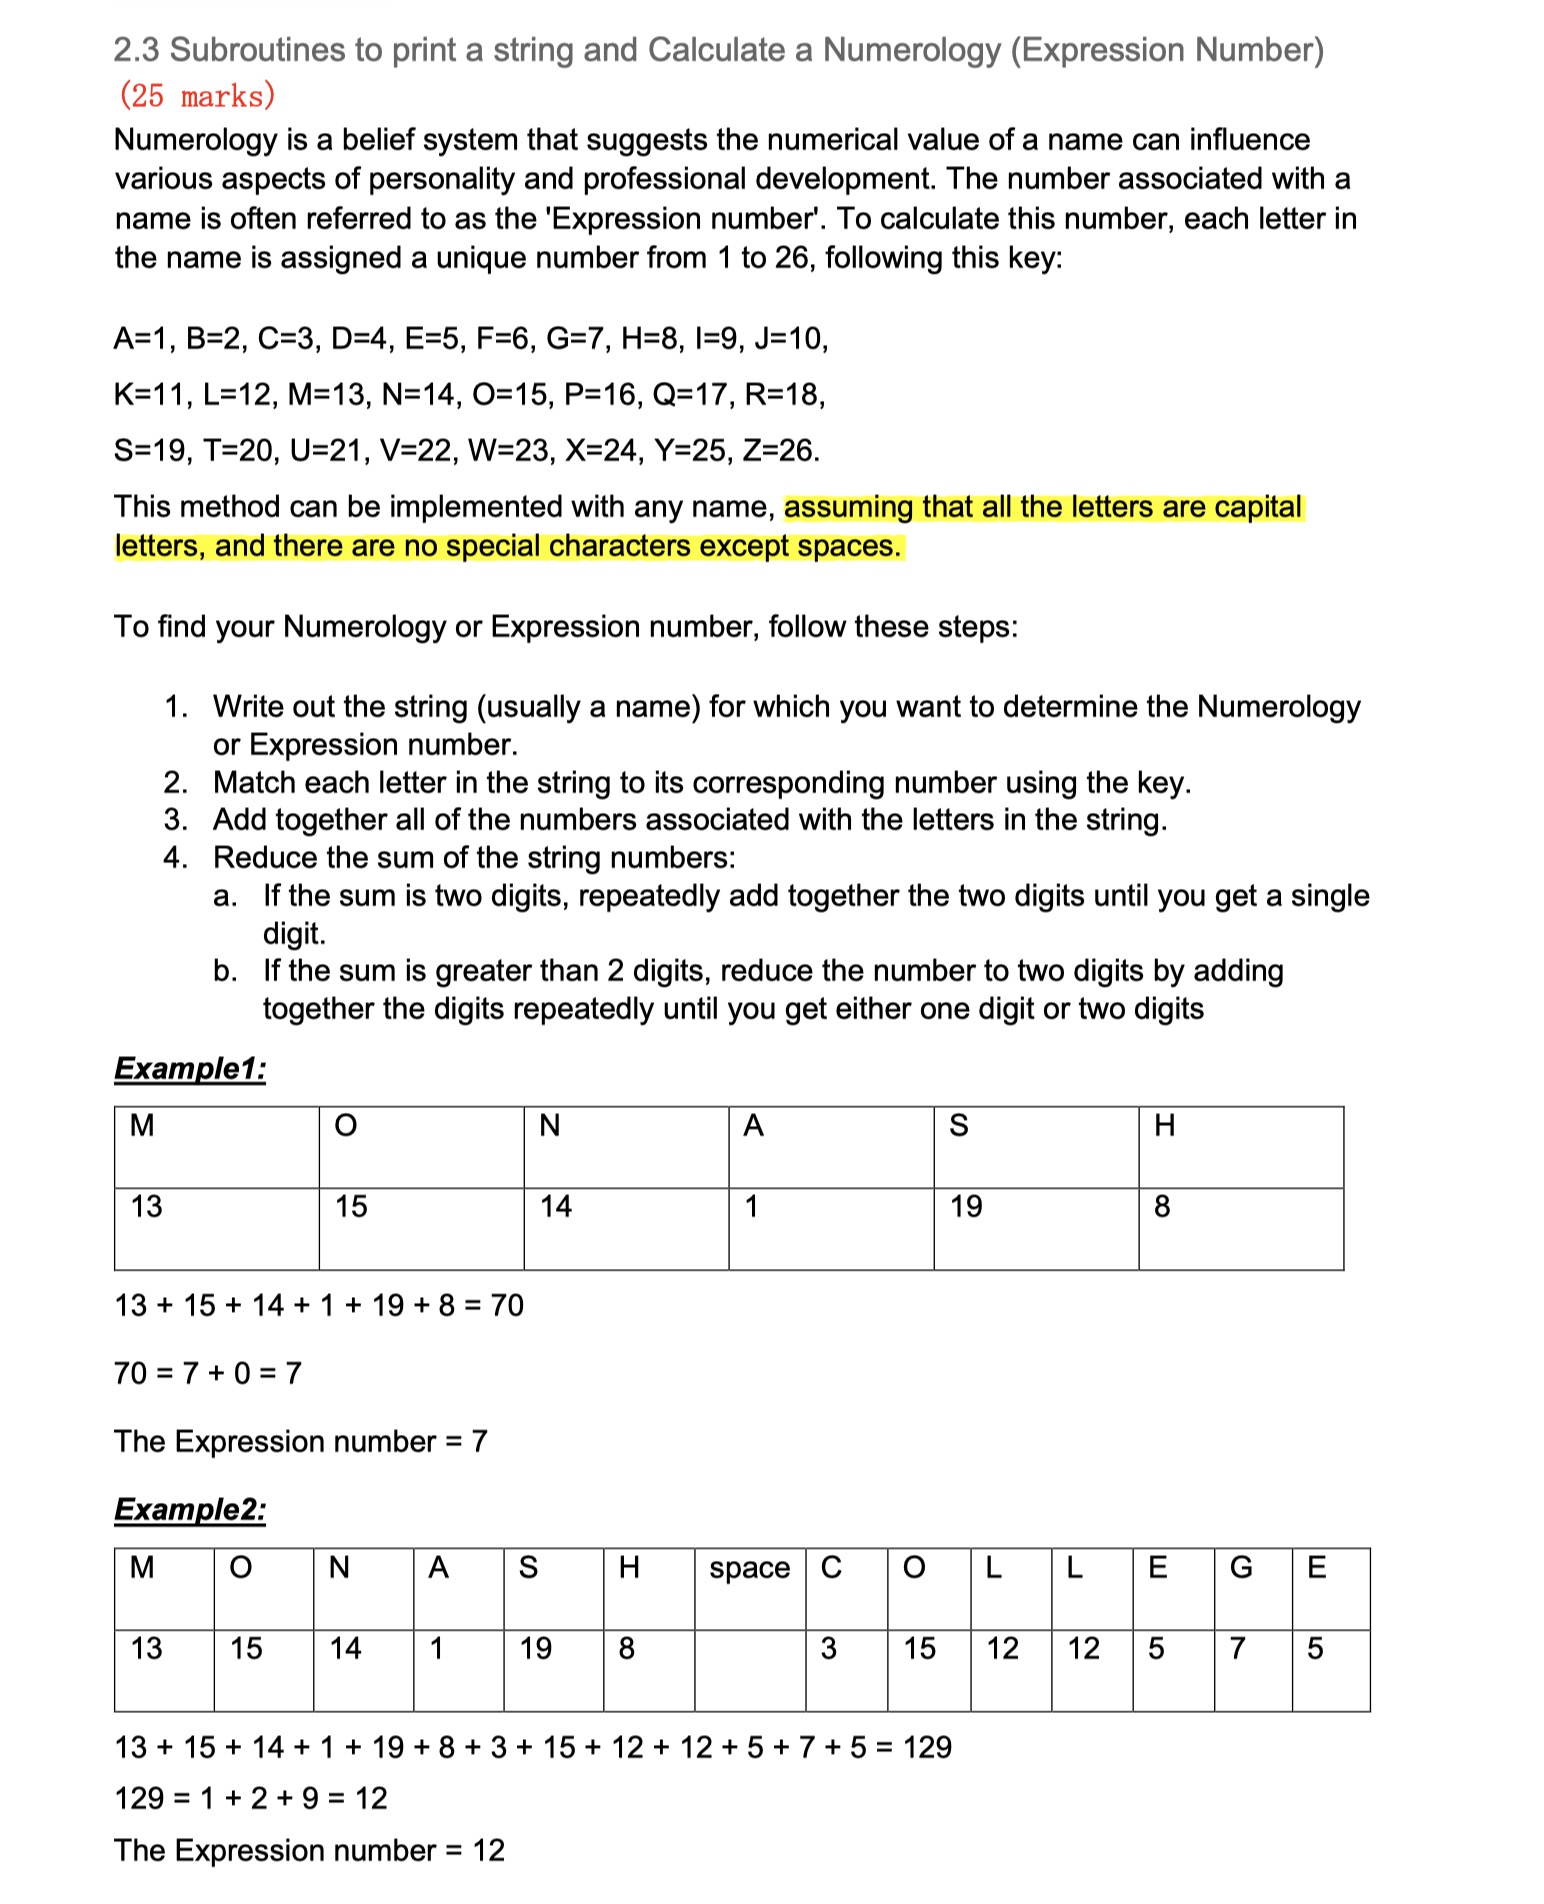 2.3 Subroutines to print a string and Calculate a Numerology (Expression Number)
(25 marks)
Numerology is a belief system that suggests the numerical value of a name can influence
various aspects of personality and professional development. The number associated with a
name is often referred to as the 'Expression number'. To calculate this number, each letter in
the name is assigned a unique number from 1 to 26, following this key:
A=1, B=2, C=3, D=4, E=5, F=6, G=7, H=8, I=9, J=10,
K=11, L=12, M=13, N=14, O=15, P=16, Q=17, R=18,
S=19, T=20, U=21, V=22, W=23, X=24, Y=25, Z=26.
This method can be implemented with any name, assuming that all the letters are capital
letters, and there are no special characters except spaces.
To find your Numerology or Expression number, follow these steps:
1. Write out the string (usually a name) for which you want to determine the Numerology
or Expression number.
2. Match each letter in the string to its corresponding number using the key.
3. Add together all of the numbers associated with the letters in the string.
4. Reduce the sum of the string numbers:
a. If the sum is two digits, repeatedly add together the two digits until you get a single
digit.
b. If the sum is greater than 2 digits, reduce the number to two digits by adding
together the digits repeatedly until you get either one digit or two digits
Example1:
M O N A S H
13 15 14 1 19 8
13 + 15 + 14 + 1 + 19 + 8 = 70
70 = 7 + 0 = 7
The Expression number = 7
Example2:
M O N A S H space C O L L E G E
13 15 14 1 19 8 3 15 12 12 5 7 5
13 + 15 + 14 + 1 + 19 + 8 + 3 + 15 + 12 + 12 + 5 + 7 + 5 = 129
129 = 1 + 2 + 9 = 12
The Expression number = 12